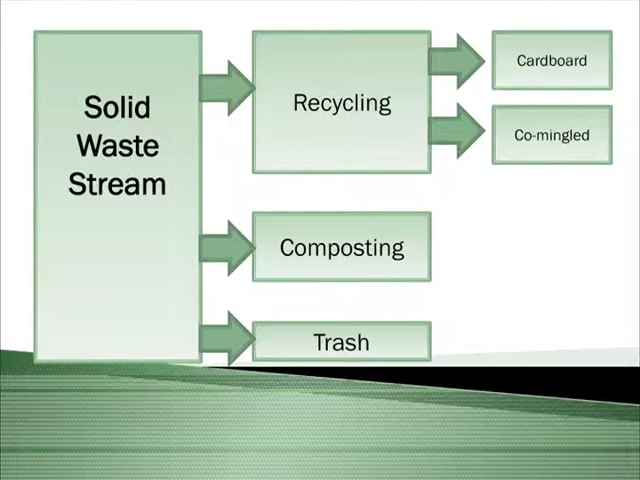 Solid
Waste
Stream
Recycling
Cardboard
Co-mingled
Composting
Trash